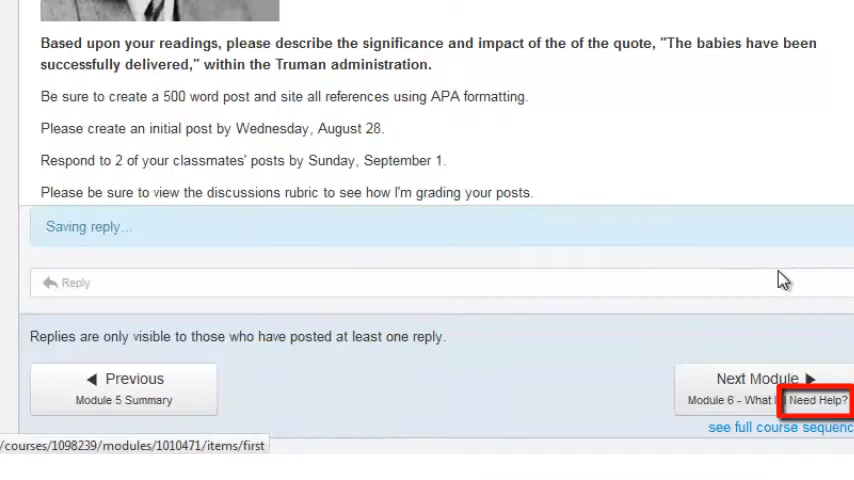 Based upon your readings, please describe the significance and impact of the of the quote, "The babies have been
successfully delivered," within the Truman administration.
Be sure to create a 500 word post and site all references using APA formatting.
Please create an initial post by Wednesday, August 28.
Respond to 2 of your classmates' posts by Sunday, September 1.
Please be sure to view the discussions rubric to see how I'm grading your posts.
Saving reply...
Reply
Replies are only visible to those who have posted at least one reply.
Previous
Module 5 Summary
Next Module
Module 6 - What
Need Help?
see full course sequenc
/courses/1098239/modules/1010471/items/first